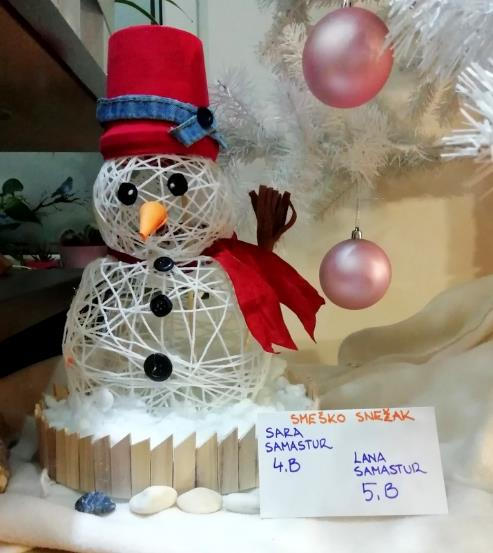 SMEŠKO SNEŽAK
SARA
SAMASTUR
4.B
LANA
SAMASTUR
5.B